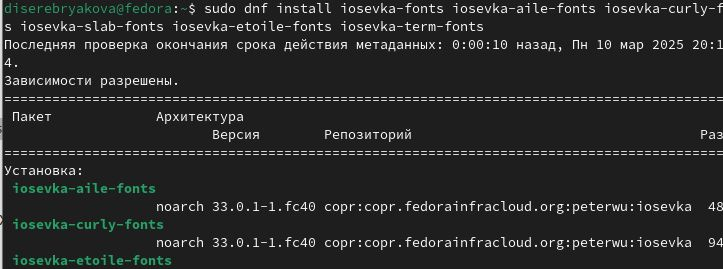 diserebryakova@fedora:~$ sudo dnf install iosevka-fonts iosevka-aile-fonts iosevka-curly-f
s iosevka-slab-fonts iosevka-etoile-fonts iosevka-term-fonts
Последняя проверка окончания срока действия метаданных: 0:00:10 назад, Пн 10 мар 2025 20:1
4.
Зависимости разрешены.
Пакет Архитектура
Версия Репозиторий Раз
Установка:
iosevka-aile-fonts
noarch 33.0.1-1.fc40 copr:copr.fedorainfracloud.org:peterwu:iosevka 48
iosevka-curly-fonts
noarch 33.0.1-1.fc40 copr:copr.fedorainfracloud.org:peterwu:iosevka 94
iosevka-etoile-fonts